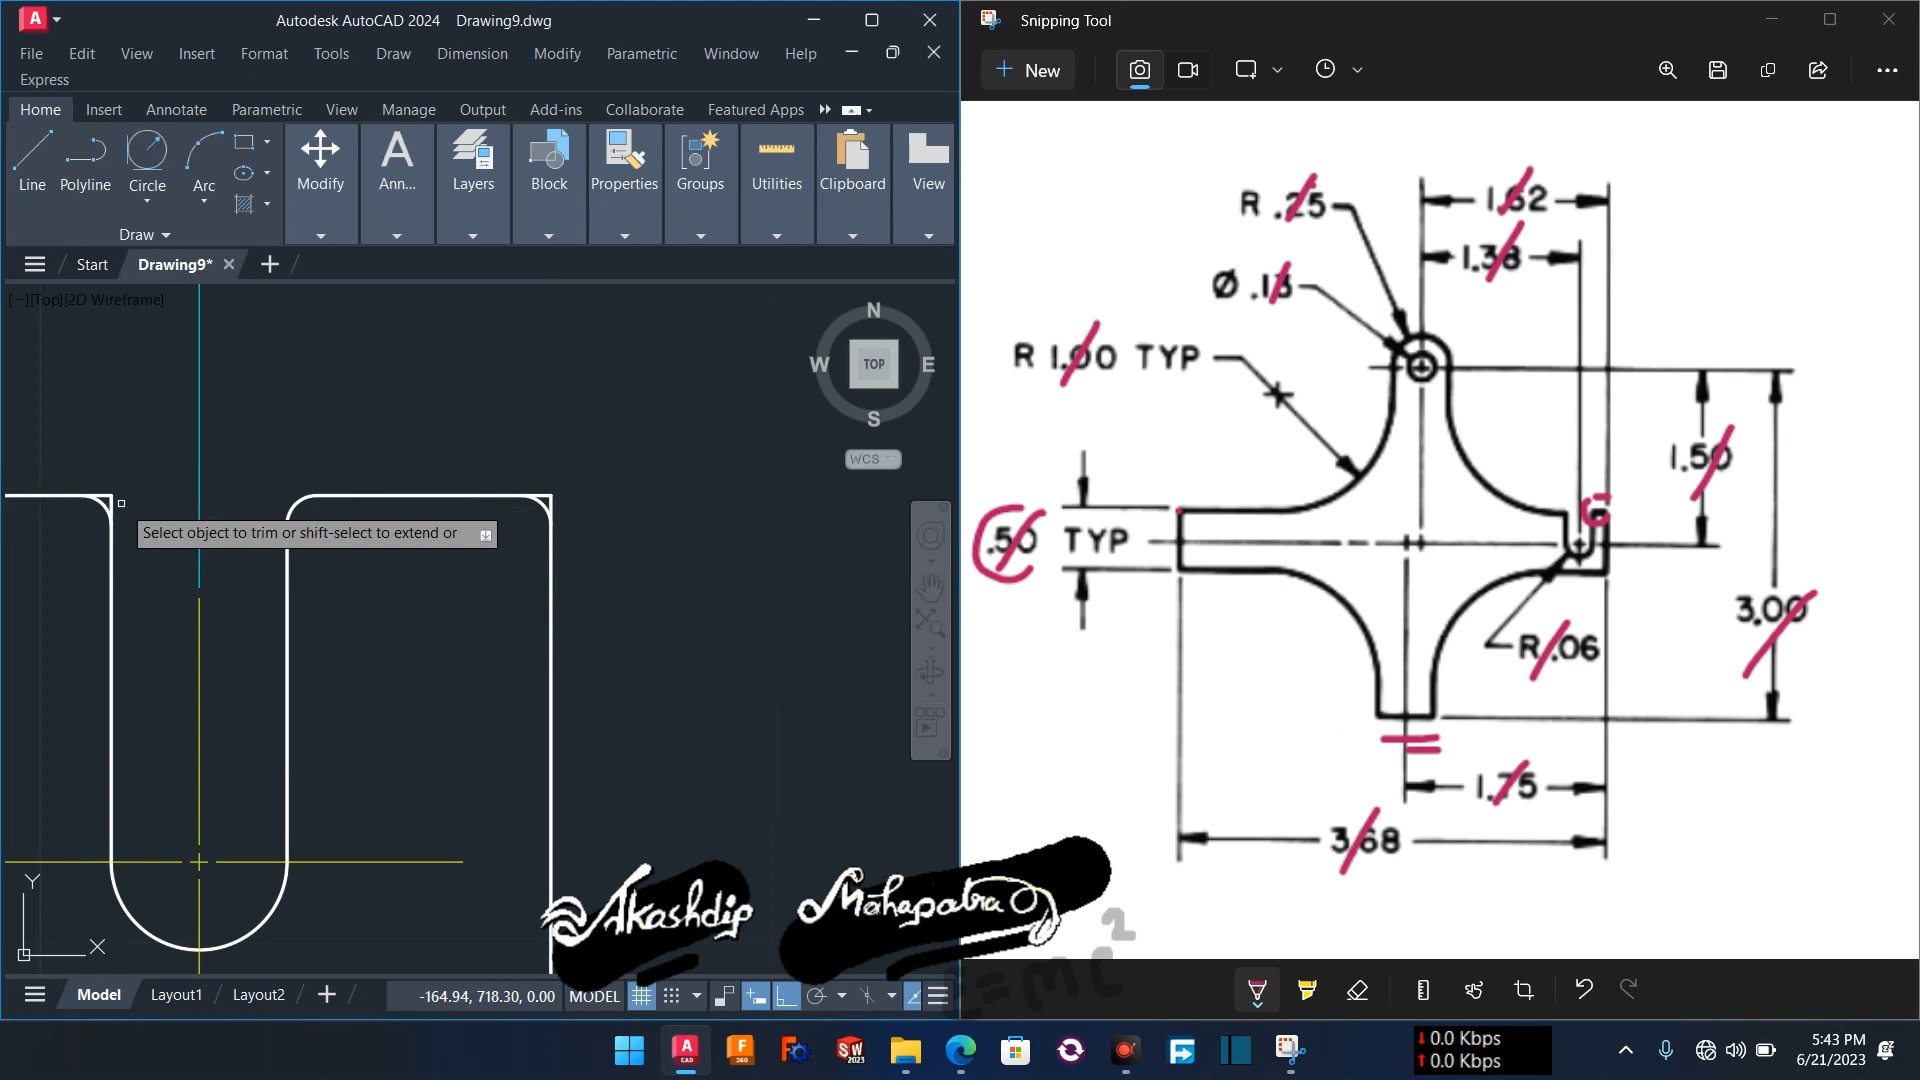 Autodesk AutoCAD 2024 Drawing9.dwg
File Edit View Insert Format Tools Draw Dimension Modify Parametric Window Help
Express
Home Insert Annotate Parametric View Manage Output Add-ins Collaborate Featured Apps
Line Polyline Circle Arc Modify Ann... Layers Block Properties Groups Utilities Clipboard View
Draw
Start Drawing9* ×
[−][Top][2D Wireframe]
N
W TOP E
S
WCS
Select object to trim or shift-select to extend or
Y
X
Model Layout1 Layout2
-164.94, 718.30, 0.00 MODEL
Snipping Tool
New
R .25
1.62
1.38
Ø .13
R 1.00 TYP
1.50
.50 TYP
3.00
R .06
1.75
3.68
Akashdip Mahapatra
E=mc2
A CAD F 360 F SW 2023
0.0 Kbps
0.0 Kbps
5:43 PM
6/21/2023